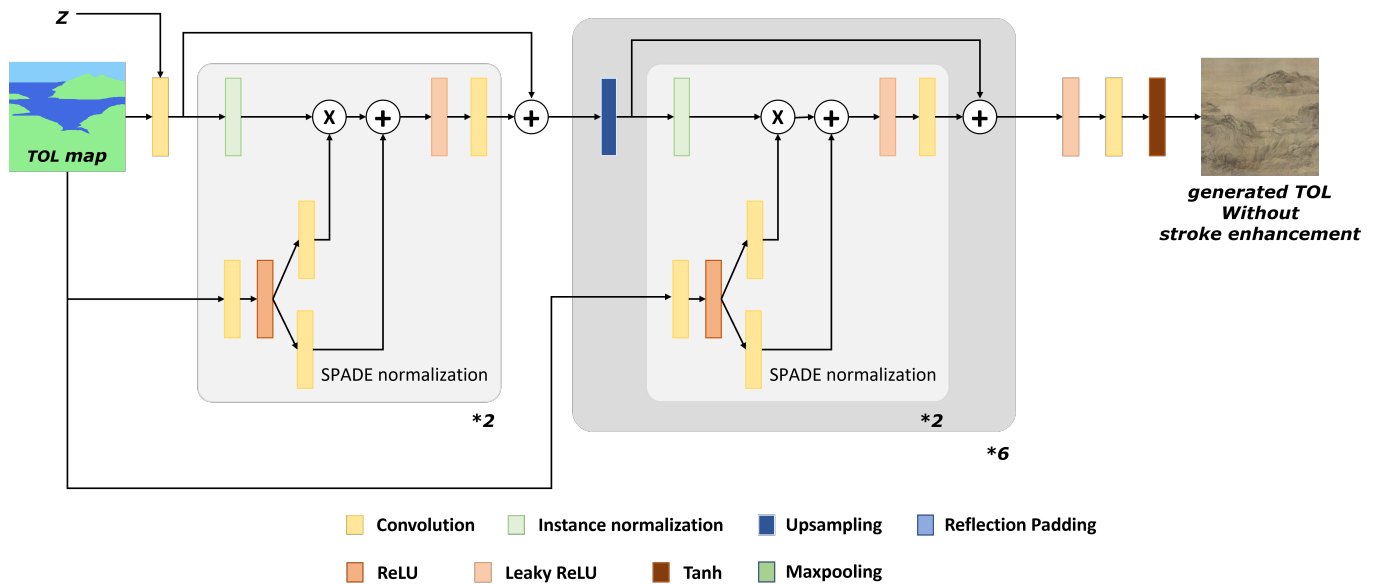 Z
TOL map
X
+
+
X
+
+
generated TOL
Without
stroke enhancement
SPADE normalization
SPADE normalization
*2
*2
*6
Convolution
Instance normalization
Upsampling
Reflection Padding
ReLU
Leaky ReLU
Tanh
Maxpooling